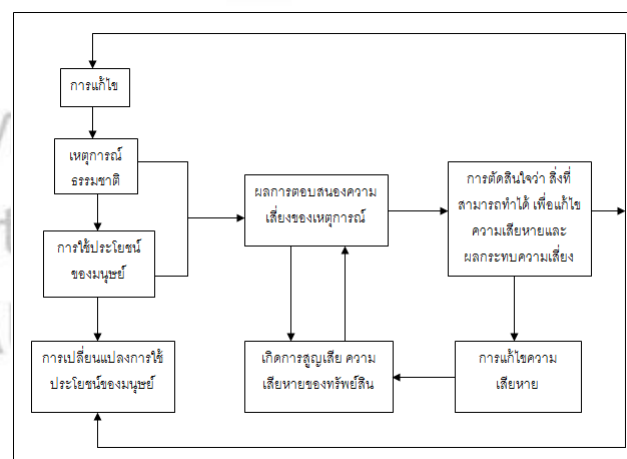 การแก้ไข
เหตุการณ์
ธรรมชาติ
การใช้ประโยชน์
ของมนุษย์
การเปลี่ยนแปลงการใช้
ประโยชน์ของมนุษย์
ผลการตอบสนองความ
เสี่ยงของเหตุการณ์
เกิดการสูญเสีย ความ
เสียหายของทรัพย์สิน
การตัดสินใจว่า สิ่งที่
สามารถทำได้ เพื่อแก้ไข
ความเสียหายและ
ผลกระทบความเสี่ยง
การแก้ไขความ
เสียหาย